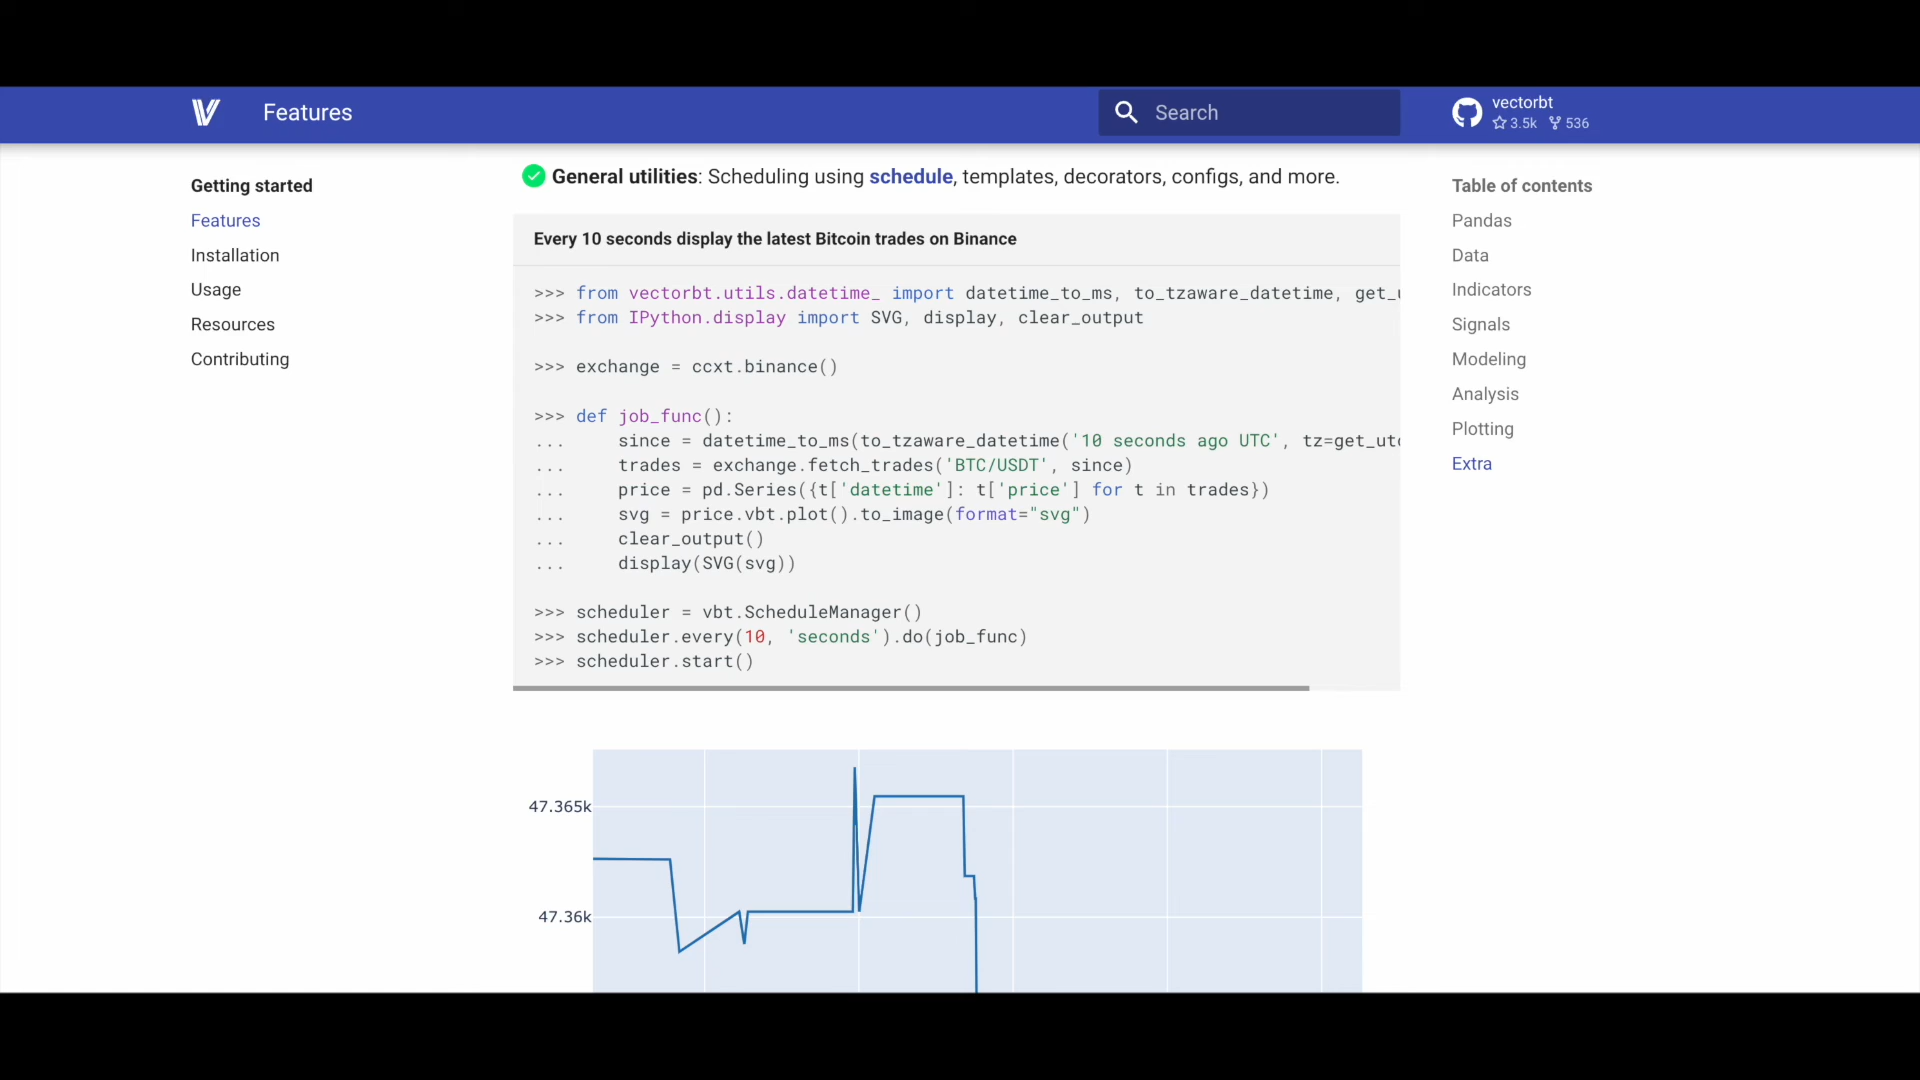 Features
Search
vectorbt
3.5k 536
Getting started
Features
Installation
Usage
Resources
Contributing
General utilities: Scheduling using schedule, templates, decorators, configs, and more.
Every 10 seconds display the latest Bitcoin trades on Binance
>>> from vectorbt.utils.datetime_ import datetime_to_ms, to_tzaware_datetime, get_
>>> from IPython.display import SVG, display, clear_output
>>> exchange = ccxt.binance()
>>> def job_func():
...     since = datetime_to_ms(to_tzaware_datetime('10 seconds ago UTC', tz=get_utc
...     trades = exchange.fetch_trades('BTC/USDT', since)
...     price = pd.Series({t['datetime']: t['price'] for t in trades})
...     svg = price.vbt.plot().to_image(format="svg")
...     clear_output()
...     display(SVG(svg))
>>> scheduler = vbt.ScheduleManager()
>>> scheduler.every(10, 'seconds').do(job_func)
>>> scheduler.start()
47.365k
47.36k
Table of contents
Pandas
Data
Indicators
Signals
Modeling
Analysis
Plotting
Extra